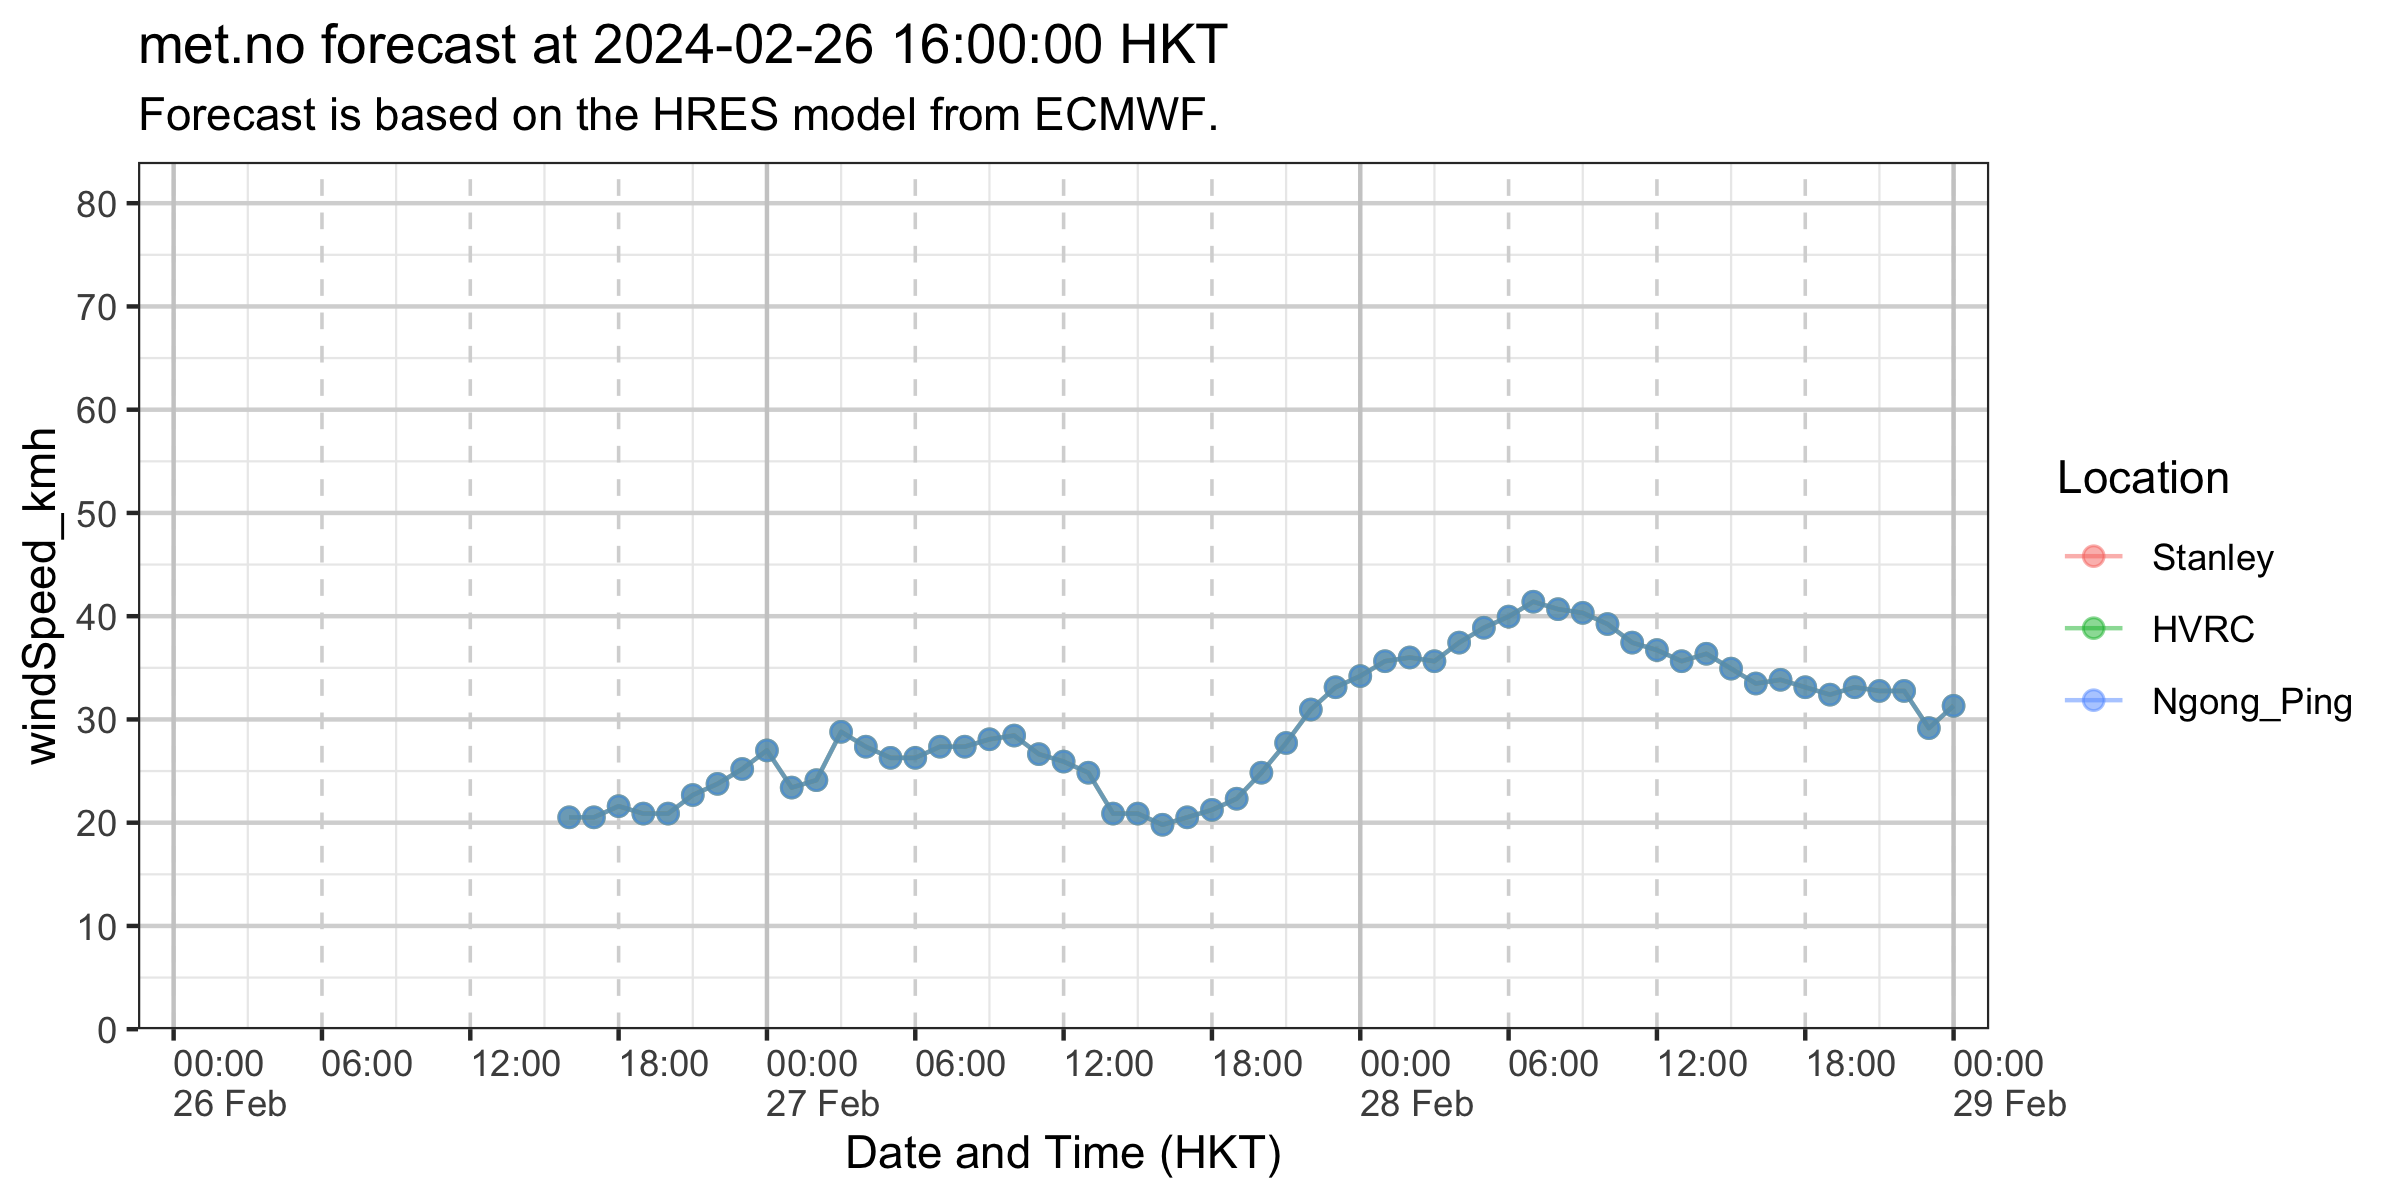 met.no forecast at 2024-02-26 16:00:00 HKT
Forecast is based on the HRES model from ECMWF.
windSpeed_kmh
80
70
60
50
40
30
20
10
0
00:00 06:00 12:00 18:00 00:00 06:00 12:00 18:00 00:00 06:00 12:00 18:00 00:00
26 Feb 27 Feb 28 Feb 29 Feb
Date and Time (HKT)
Location
Stanley
HVRC
Ngong_Ping